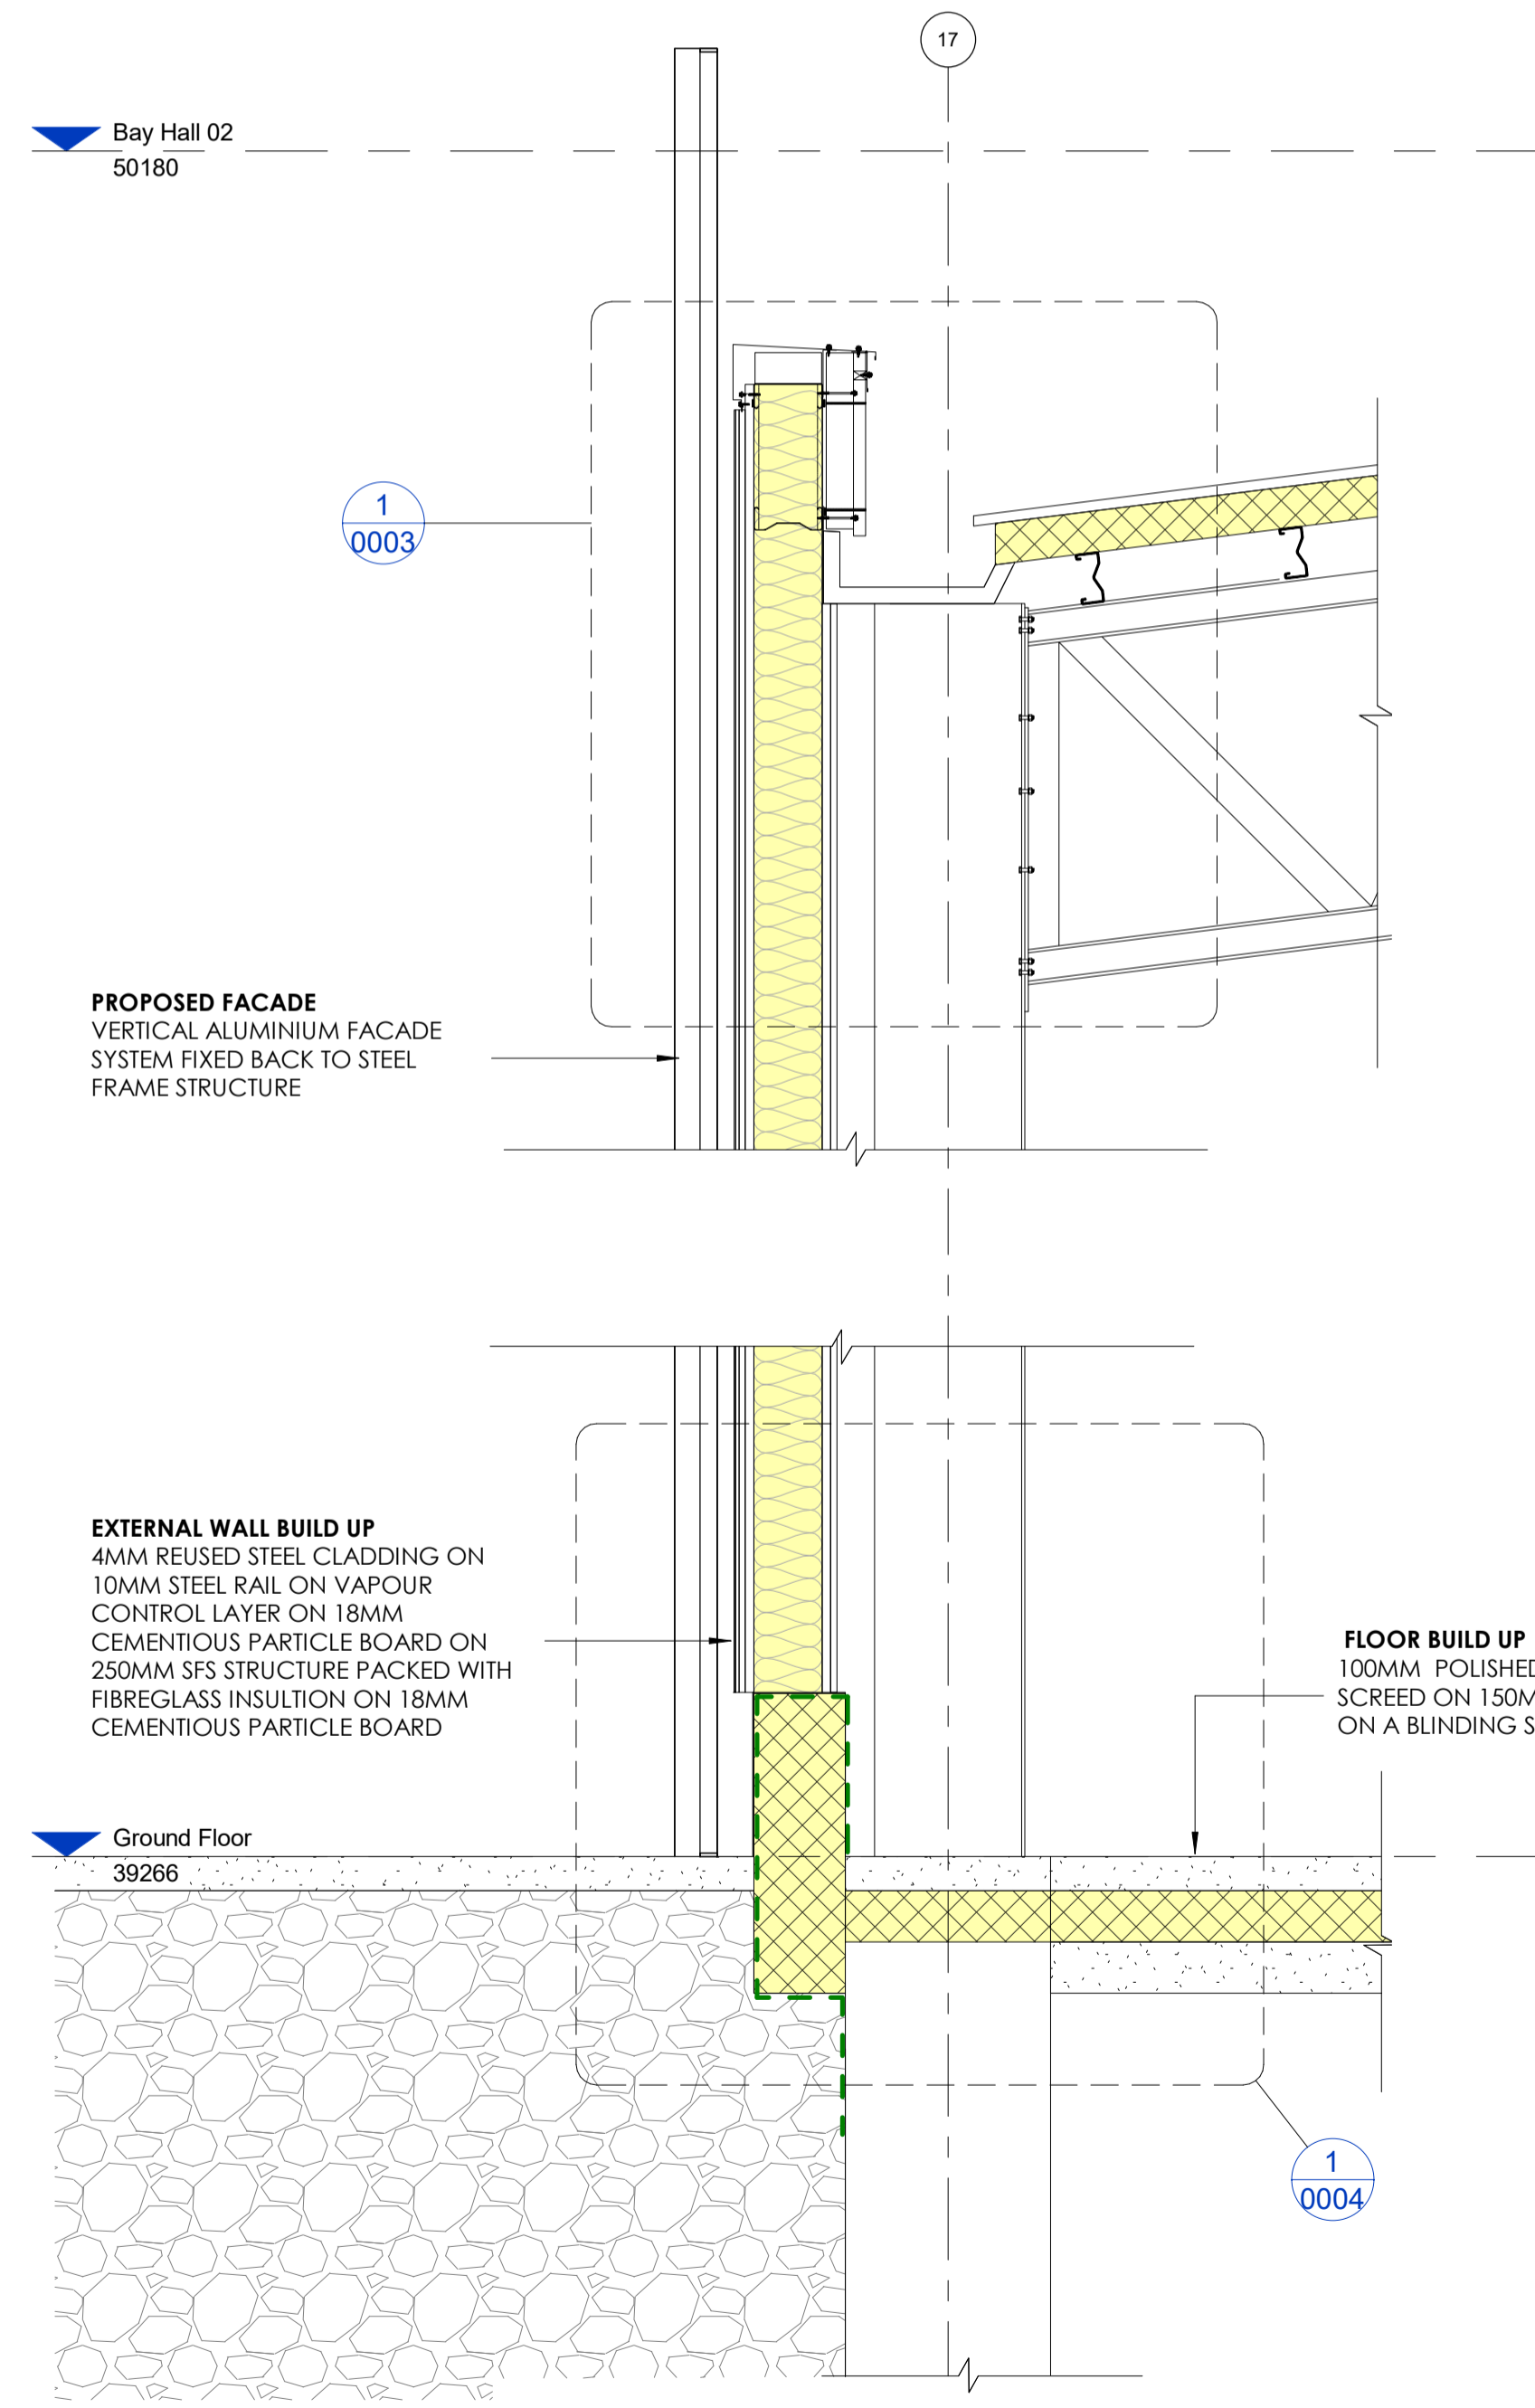 17
Bay Hall 02
50180
1
0003
PROPOSED FACADE
VERTICAL ALUMINIUM FACADE
SYSTEM FIXED BACK TO STEEL
FRAME STRUCTURE
EXTERNAL WALL BUILD UP
4MM REUSED STEEL CLADDING ON
10MM STEEL RAIL ON VAPOUR
CONTROL LAYER ON 18MM
CEMENTIOUS PARTICLE BOARD ON
250MM SFS STRUCTURE PACKED WITH
FIBREGLASS INSULTION ON 18MM
CEMENTIOUS PARTICLE BOARD
FLOOR BUILD UP
100MM POLISHED
SCREED ON 150M
ON A BLINDING S
Ground Floor
39266
1
0004